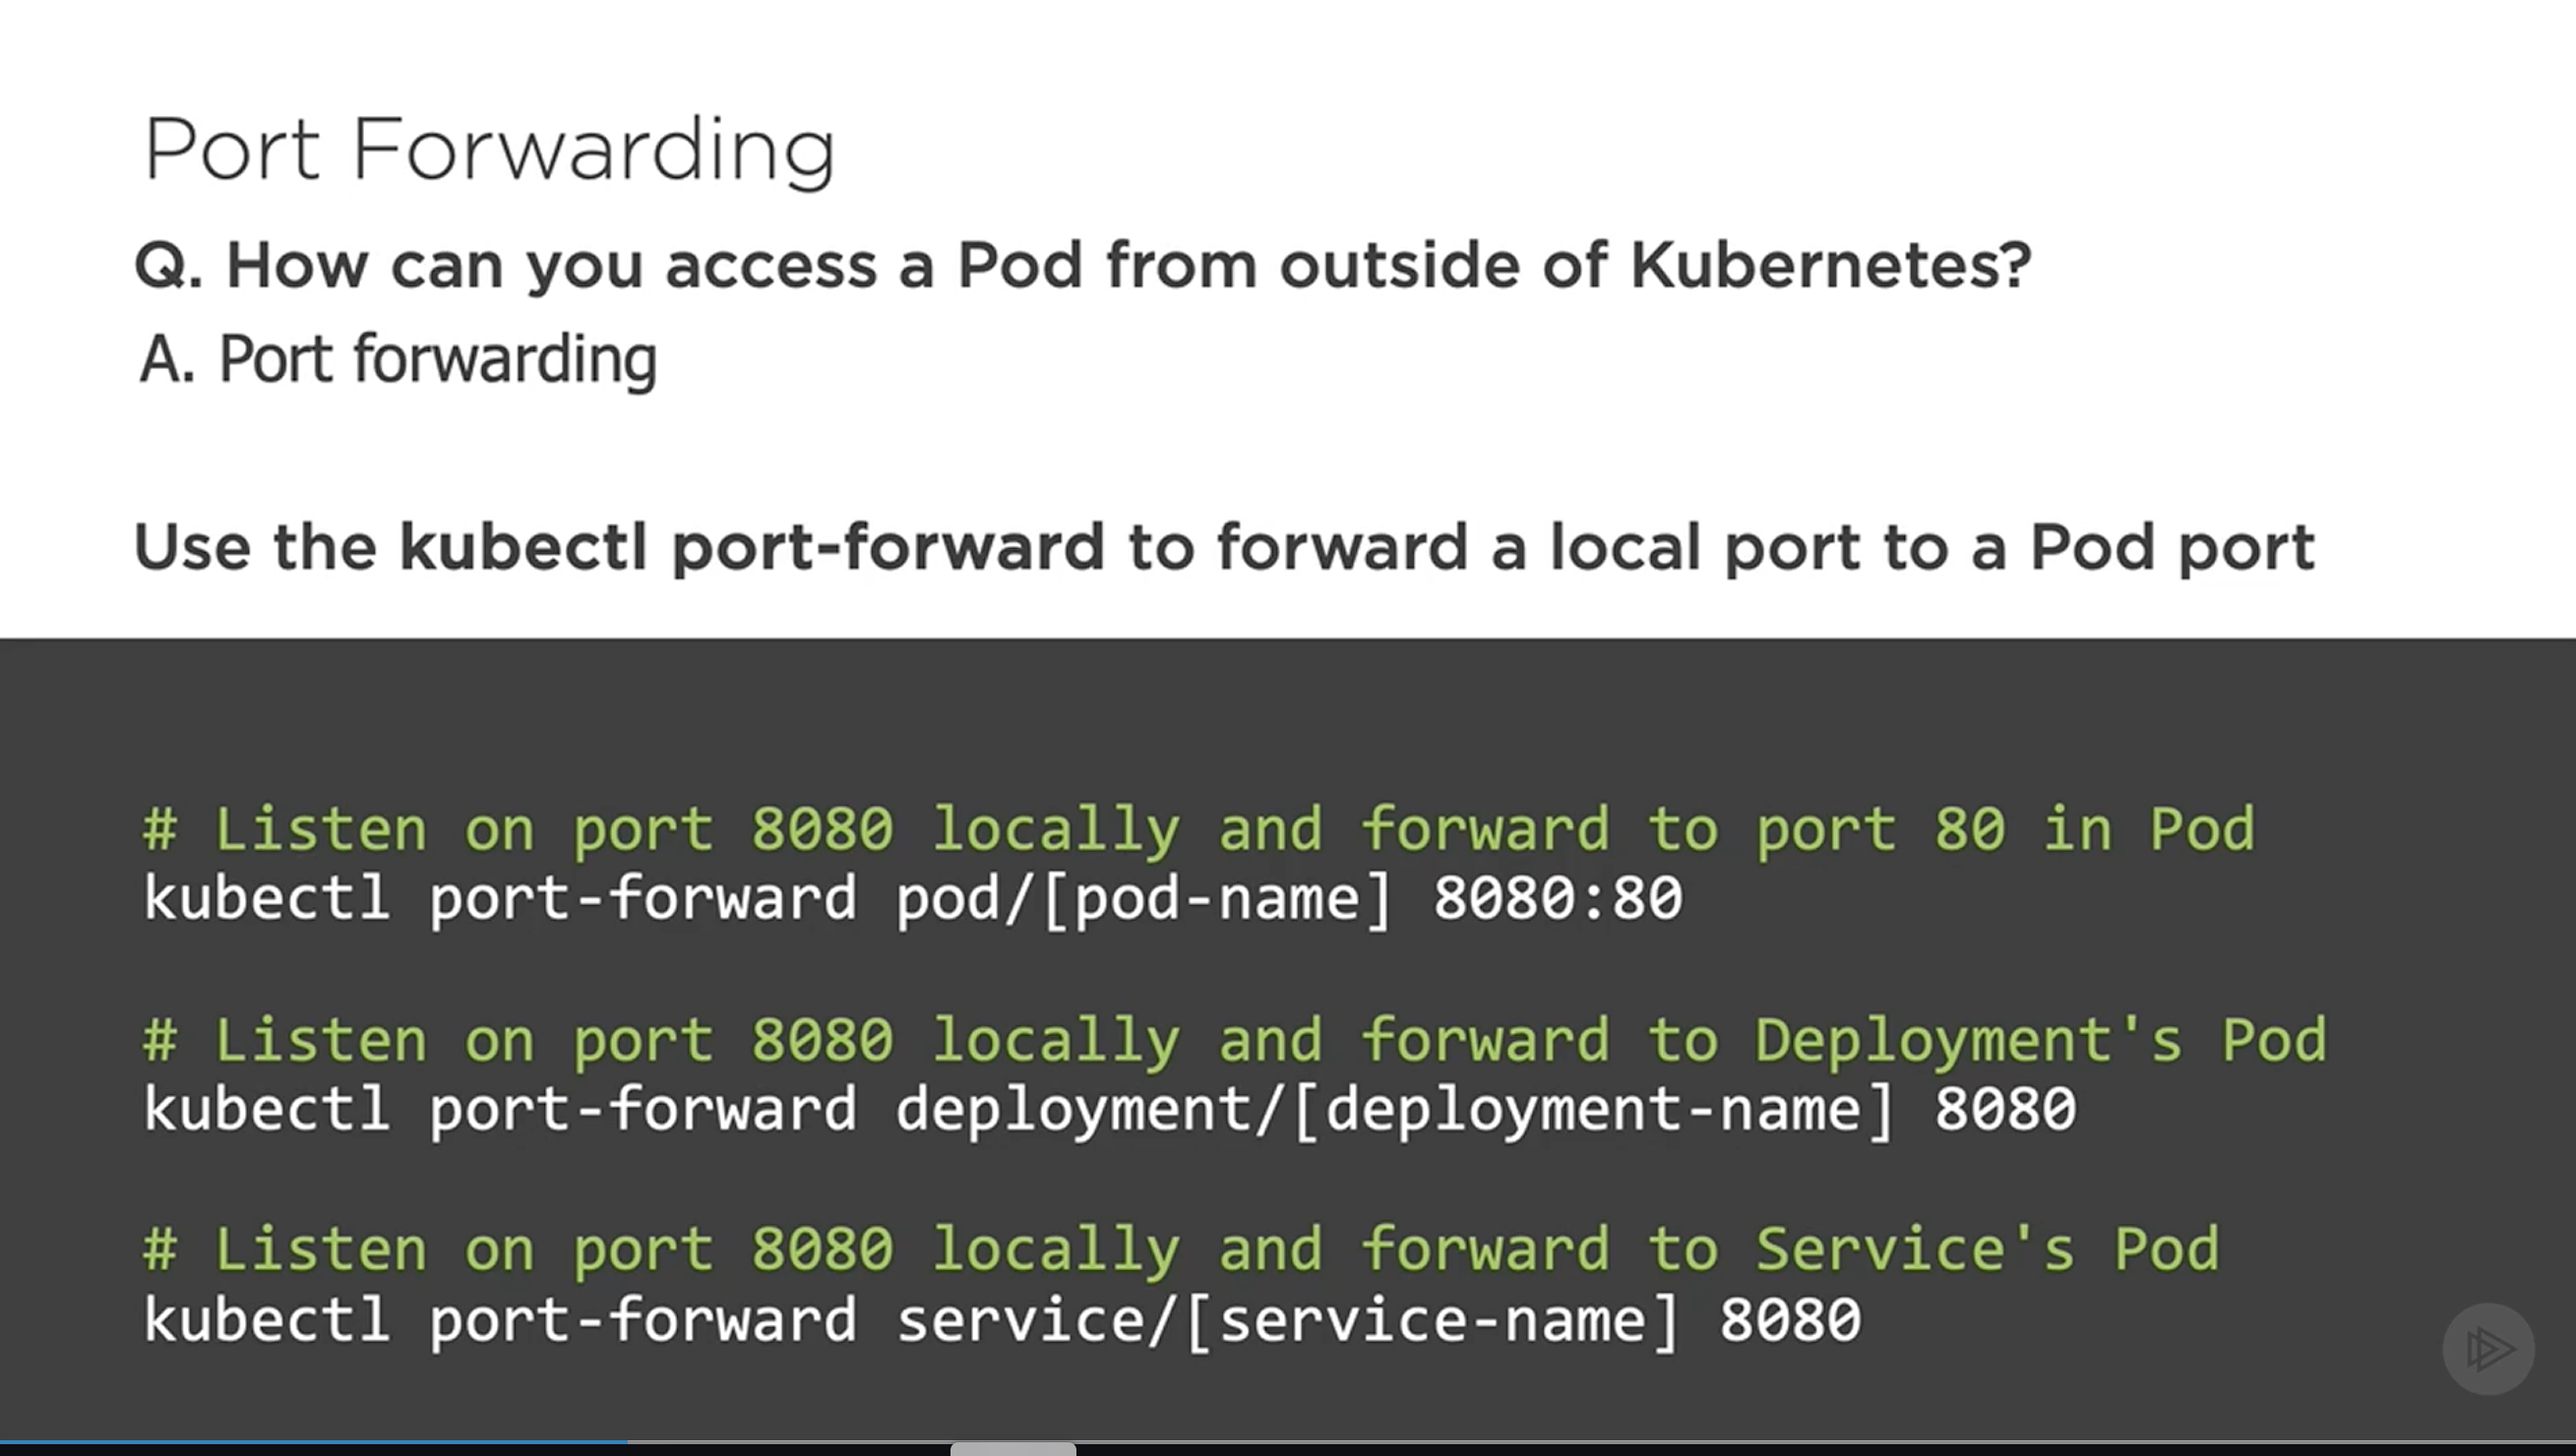 Port Forwarding
Q. How can you access a Pod from outside of Kubernetes?
A. Port forwarding
Use the kubectl port-forward to forward a local port to a Pod port
# Listen on port 8080 locally and forward to port 80 in Pod
kubectl port-forward pod/[pod-name] 8080:80
# Listen on port 8080 locally and forward to Deployment's Pod
kubectl port-forward deployment/[deployment-name] 8080
# Listen on port 8080 locally and forward to Service's Pod
kubectl port-forward service/[service-name] 8080